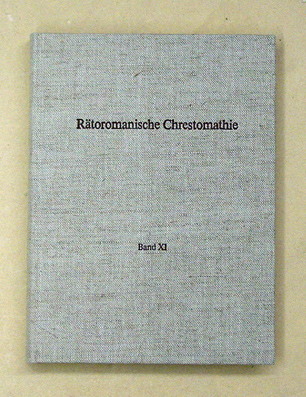 Rätoromanische Chrestomathie
Band XI